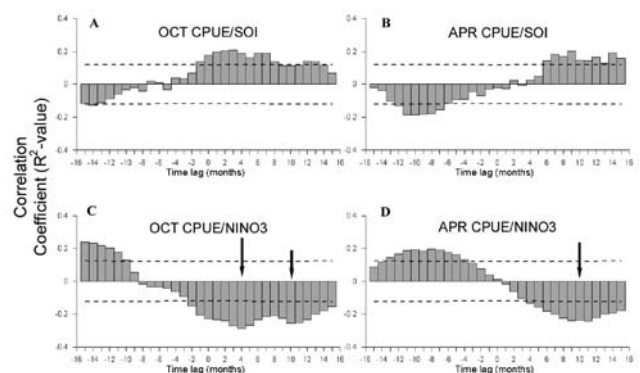 A OCT CPUE/SOI
0.4
0.2
0
-0.2
-0.4
-16 -14 -12 -10 -8 -6 -4 -2 0 2 4 6 8 10 12 14 16
Time lag (months)
B APR CPUE/SOI
0.4
0.2
0
-0.2
-0.4
-16 -14 -12 -10 -8 -6 -4 -2 0 2 4 6 8 10 12 14 16
Time lag (months)
Correlation
Coefficient (R²-value)
C OCT CPUE/NINO3
0.4
0.2
0
-0.2
-0.4
-16 -14 -12 -10 -8 -6 -4 -2 0 2 4 6 8 10 12 14 16
Time lag (months)
D APR CPUE/NINO3
0.4
0.2
0
-0.2
-0.4
-16 -14 -12 -10 -8 -6 -4 -2 0 2 4 6 8 10 12 14 16
Time lag (months)